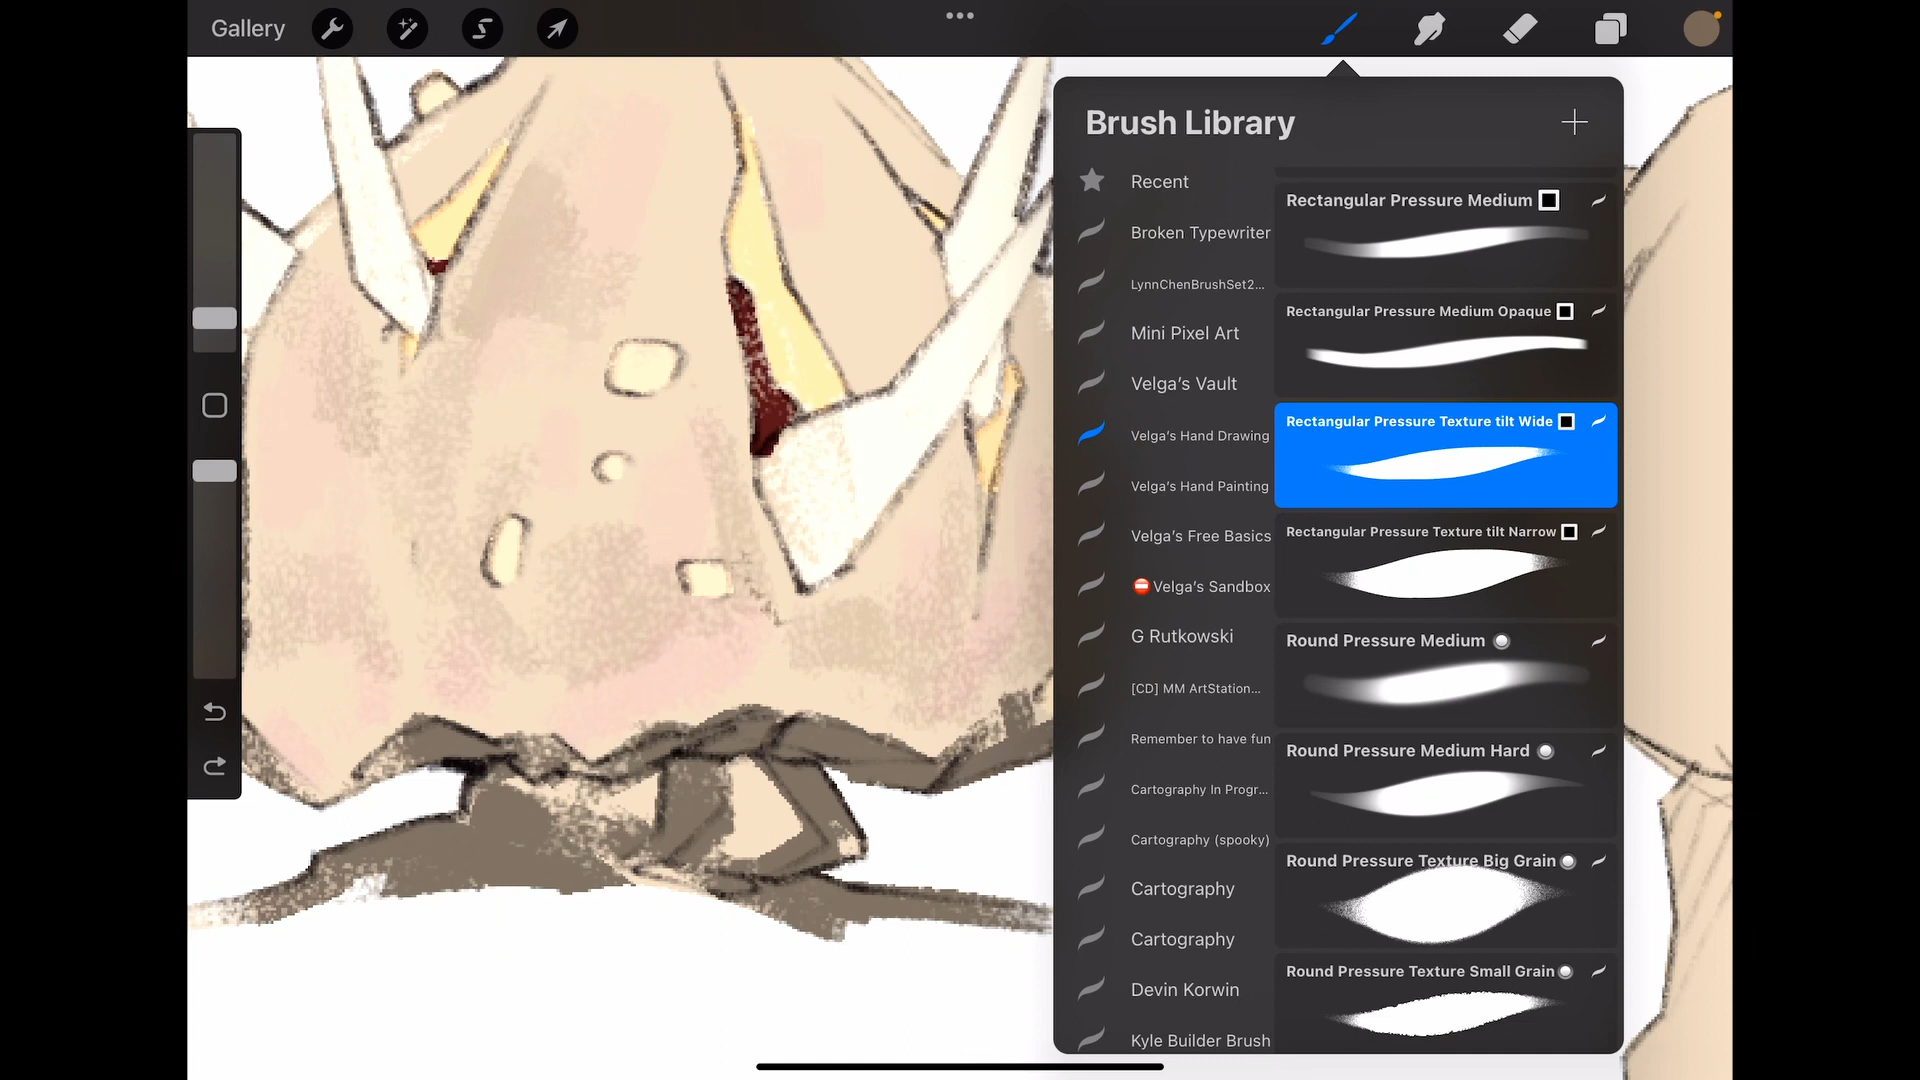 Gallery
Brush Library
Recent
Broken Typewriter
LynnChenBrushSet2...
Mini Pixel Art
Velga's Vault
Velga's Hand Drawing
Velga's Hand Painting
Velga's Free Basics
Velga's Sandbox
G Rutkowski
[CD] MM ArtStation...
Remember to have fun
Cartography In Progr...
Cartography (spooky)
Cartography
Cartography
Devin Korwin
Kyle Builder Brush
Rectangular Pressure Medium
Rectangular Pressure Medium Opaque
Rectangular Pressure Texture tilt Wide
Rectangular Pressure Texture tilt Narrow
Round Pressure Medium
Round Pressure Medium Hard
Round Pressure Texture Big Grain
Round Pressure Texture Small Grain